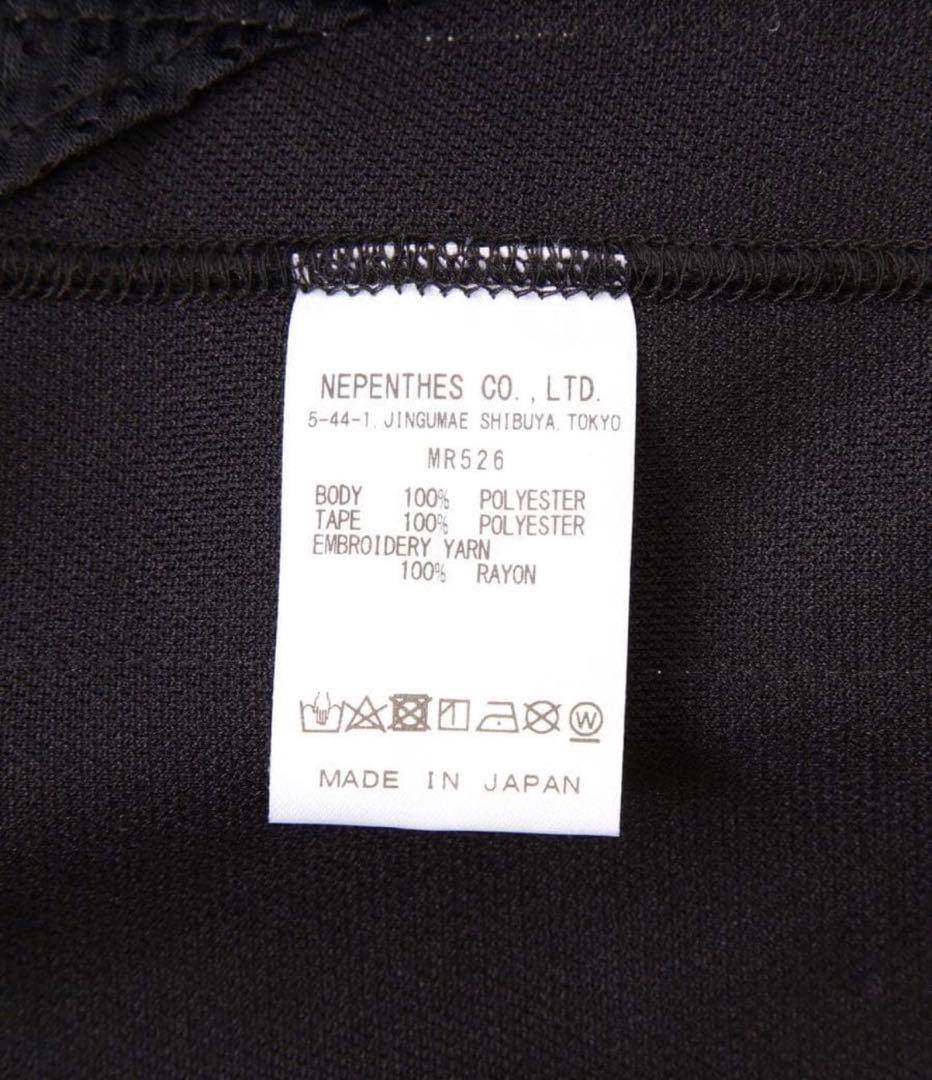 NEPENTHES CO., LTD.
5-44-1. JINGUMAE SHIBUYA. TOKYO
MR526
BODY 100% POLYESTER
TAPE 100% POLYESTER
EMBROIDERY YARN
100% RAYON
W
MADE IN JAPAN